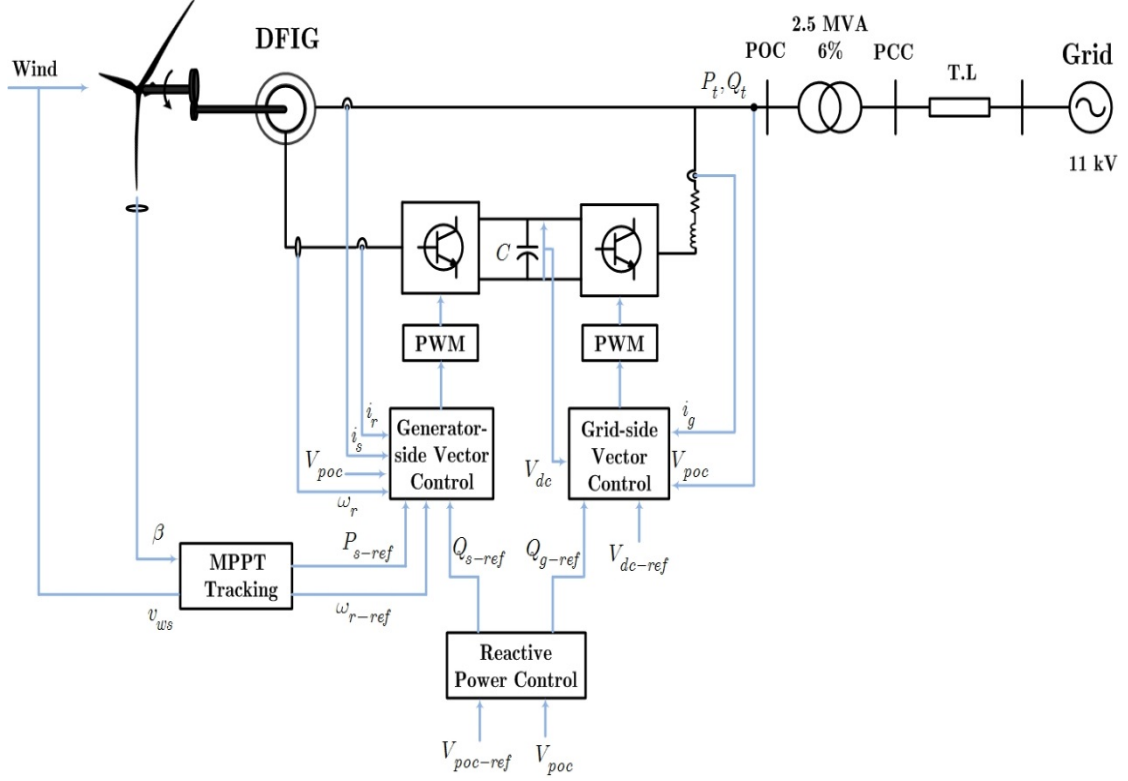 2.5 MVA
DFIG
POC
6%
PCC
Grid
Wind
T.L
P_t, Q_t
11 kV
C
PWM
PWM
i_r
i_g
i_s
Generator-
side Vector
Control
Grid-side
Vector
Control
V_poc
V_dc
V_poc
ω_r
β
P_s-ref
Q_s-ref
Q_g-ref
V_dc-ref
MPPT
Tracking
v_ws
ω_r-ref
Reactive
Power Control
V_poc-ref
V_poc